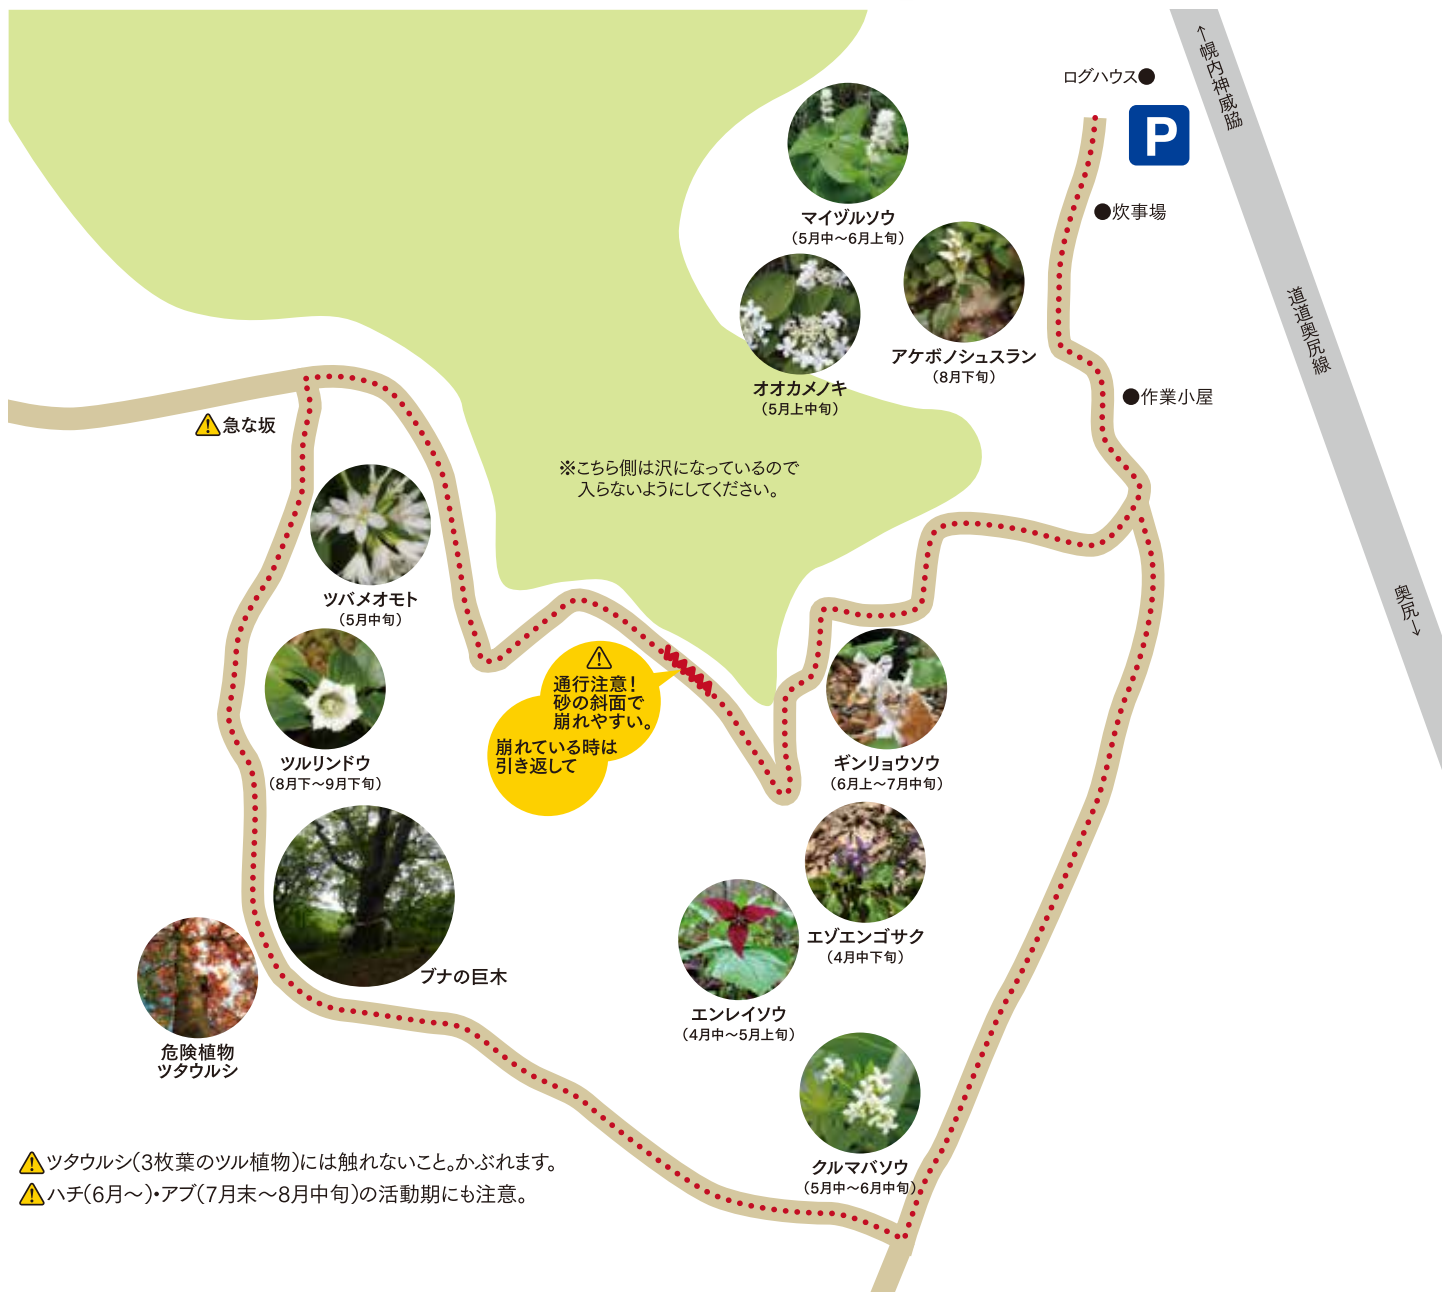 ←幌内神威脇
ログハウス●
P
●炊事場
マイヅルソウ
(5月中～6月上旬)
アケボノシュスラン
(8月下旬)
オオカメノキ
(5月上中旬)
道道奥尻線
●作業小屋
急な坂
※こちら側は沢になっているので
入らないようにしてください。
ツバメオモト
(5月中旬)
奥尻→
通行注意！
砂の斜面で
崩れやすい。
崩れている時は
引き返して
ツルリンドウ
(8月下～9月下旬)
ギンリョウソウ
(6月上～7月中旬)
エゾエンゴサク
(4月中下旬)
ブナの巨木
エンレイソウ
(4月中～5月上旬)
危険植物
ツタウルシ
クルマバソウ
(5月中～6月中旬)
ツタウルシ(3枚葉のツル植物)には触れないこと。かぶれます。
ハチ(6月～)・アブ(7月末～8月中旬)の活動期にも注意。